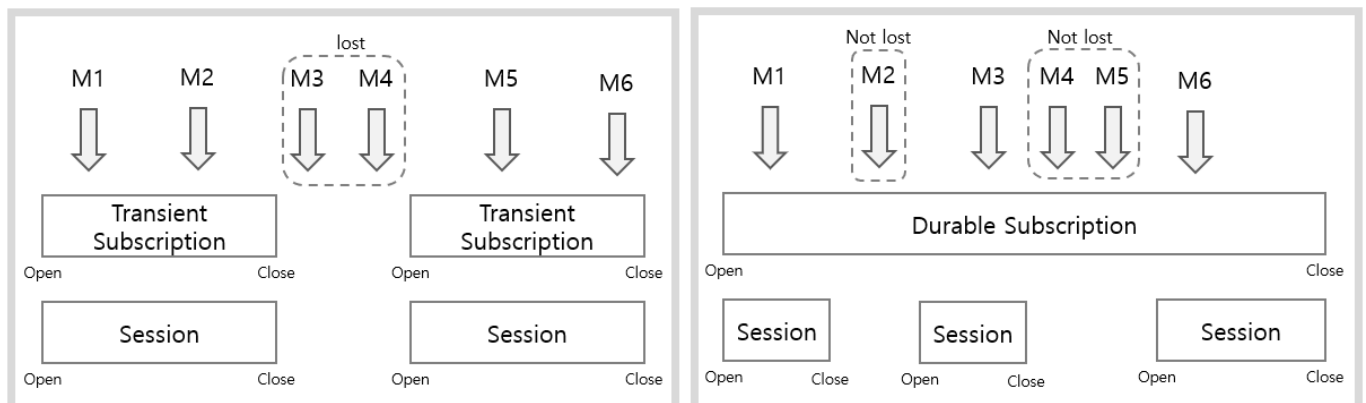 lost
M1 M2 M3 M4 M5 M6
Transient
Subscription
Transient
Subscription
Open Close Open Close
Session Session
Open Close Open Close
Not lost Not lost
M1 M2 M3 M4 M5 M6
Durable Subscription
Open Close
Session Session Session
Open Close Open Close Open Close